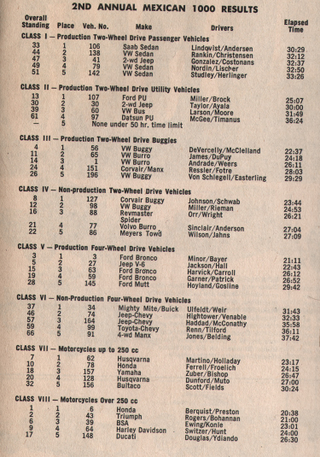 2ND ANNUAL MEXICAN 1000 RESULTS
Overall Standing Place Veh. No. Make Drivers Elapsed Time
CLASS I — Production Two-Wheel Drive Passenger Vehicles
33 1 106 Saab Sedan Lindqvist/Andersen 30:29
44 2 138 VW Sedan Rankin/Christensen 32:12
47 3 41 2-wd Jeep Gonzalez/Costonans 32:37
49 4 79 VW Sedan Nordin/Lischer 32:50
51 5 142 VW Sedan Studley/Herlinger 33:26
CLASS II — Production Two-Wheel Drive Utility Vehicles
13 1 107 Ford PU Miller/Brock 25:07
30 2 30 2-wd Jeep Taylor/Ayala 30:00
39 3 60 VW Bus Larson/Moore 31:49
61 4 97 Datsun PU McGee/Timanus 36:24
— 5 None under 50 hr. time limit
CLASS III — Production Two-Wheel Drive Buggies
4 1 56 VW Buggy DeVercelly/McClelland 22:37
11 2 65 VW Burro James/DuPuy 24:18
14 3 1 VW Burro Andrade/Weers 26:11
24 4 151 Corvair/Manx Ressler/Fotre 28:03
26 5 196 VW Buggy Von Schlegell/Easterling 29:29
CLASS IV — Non-production Two-Wheel Drive Vehicles
8 1 127 Corvair Buggy Johnson/Schwab 23:44
12 2 98 VW Buggy Miller/Rieman 24:53
16 3 88 Revmaster Spider Orr/Wright 26:21
21 4 77 Volvo Burro Sinclair/Anderson 27:04
22 5 86 Meyers Towd Wilson/Jahns 27:09
CLASS V — Production Four-Wheel Drive Vehicles
3 1 3 Ford Bronco Minor/Bayer 21:11
5 2 27 Jeep V-6 Jackson/Hall 22:43
15 3 63 Ford Bronco Harvick/Carroll 26:12
19 4 59 Ford Bronco Garner/Patrick 26:52
28 5 145 Ford Mutt Hoyland/Gosline 29:42
CLASS VI — Non-Production Four-Wheel Drive Vehicles
37 1 34 Mighty Mite/Buick Ulfeldt/Weir 31:43
46 2 74 Jeep-Chevy Hightower/Venable 32:33
57 3 164 Jeep-Chevy Haddad/McConathy 35:58
59 4 99 Toyota-Chevy Renn/Tilford 36:11
66 5 91 4-wd Manx Jones/Belding 37:42
CLASS VII — Motorcycles up to 250 cc
7 1 62 Husqvarna Martino/Holladay 23:17
10 2 78 Honda Ferrell/Froelich 24:15
18 3 157 Yamaha Zuber/Bishop 26:47
20 4 128 Husqvarna Dunford/Muto 27:00
32 5 156 Bultaco Scott/Fields 30:24
CLASS VIII — Motorcycles Over 250 cc
1 1 6 Honda Berquist/Preston 20:38
2 2 43 Triumph Rogers/Bohannan 21:00
6 3 39 BSA Ewing/Konle 23:01
9 4 64 Harley Davidson Switzer/Hunt 24:00
17 5 148 Ducati Douglas/Ydiando 26:30